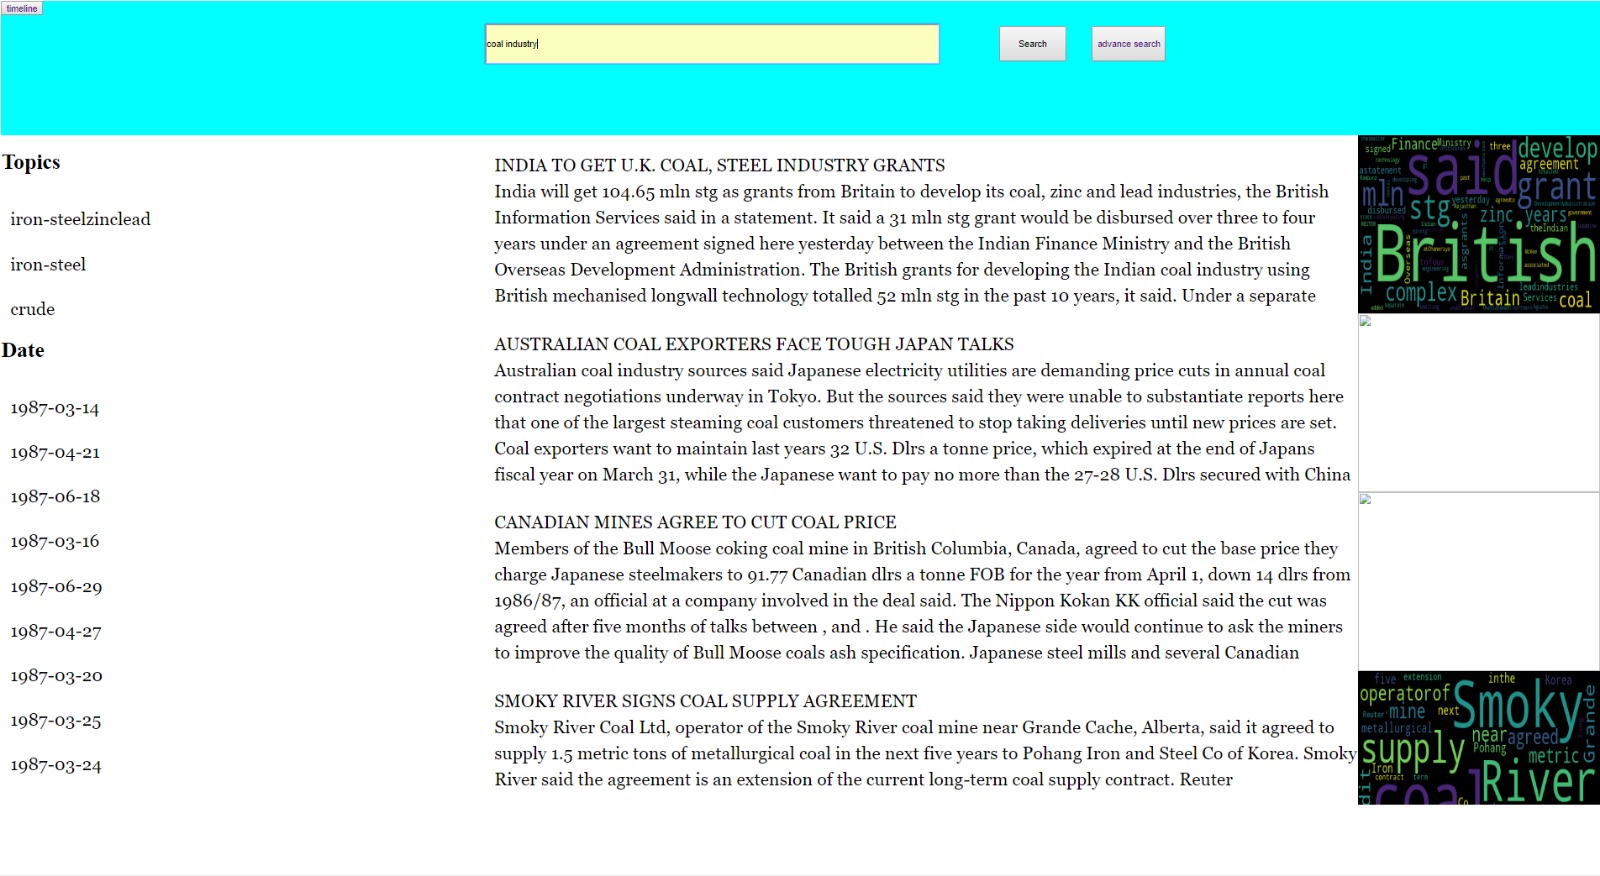 timeline
coal industry
Search
advance search
Topics
iron-steelzinclead
iron-steel
crude
Date
1987-03-14
1987-04-21
1987-06-18
1987-03-16
1987-06-29
1987-04-27
1987-03-20
1987-03-25
1987-03-24
INDIA TO GET U.K. COAL, STEEL INDUSTRY GRANTS
India will get 104.65 mln stg as grants from Britain to develop its coal, zinc and lead industries, the British
Information Services said in a statement. It said a 31 mln stg grant would be disbursed over three to four
years under an agreement signed here yesterday between the Indian Finance Ministry and the British
Overseas Development Administration. The British grants for developing the Indian coal industry using
British mechanised longwall technology totalled 52 mln stg in the past 10 years, it said. Under a separate
AUSTRALIAN COAL EXPORTERS FACE TOUGH JAPAN TALKS
Australian coal industry sources said Japanese electricity utilities are demanding price cuts in annual coal
contract negotiations underway in Tokyo. But the sources said they were unable to substantiate reports here
that one of the largest steaming coal customers threatened to stop taking deliveries until new prices are set.
Coal exporters want to maintain last years 32 U.S. Dlrs a tonne price, which expired at the end of Japans
fiscal year on March 31, while the Japanese want to pay no more than the 27-28 U.S. Dlrs secured with China
CANADIAN MINES AGREE TO CUT COAL PRICE
Members of the Bull Moose coking coal mine in British Columbia, Canada, agreed to cut the base price they
charge Japanese steelmakers to 91.77 Canadian dlrs a tonne FOB for the year from April 1, down 14 dlrs from
1986/87, an official at a company involved in the deal said. The Nippon Kokan KK official said the cut was
agreed after five months of talks between , and . He said the Japanese side would continue to ask the miners
to improve the quality of Bull Moose coals ash specification. Japanese steel mills and several Canadian
SMOKY RIVER SIGNS COAL SUPPLY AGREEMENT
Smoky River Coal Ltd, operator of the Smoky River coal mine near Grande Cache, Alberta, said it agreed to
supply 1.5 metric tons of metallurgical coal in the next five years to Pohang Iron and Steel Co of Korea. Smoky
River said the agreement is an extension of the current long-term coal supply contract. Reuter
signed Finance Ministry three develop
technology said agreement
astatement mln grant
disbursed stg yesterday zinc years
India Overseas asgrants Information theIndian
British
tofour
complex Britain leadindustries Services coal
five extension inthe Korea
operatorof Smoky Grande
Reuter mine next
metallurgical near agreed
supply Pohang metric
Iron River
contract term
coal Co